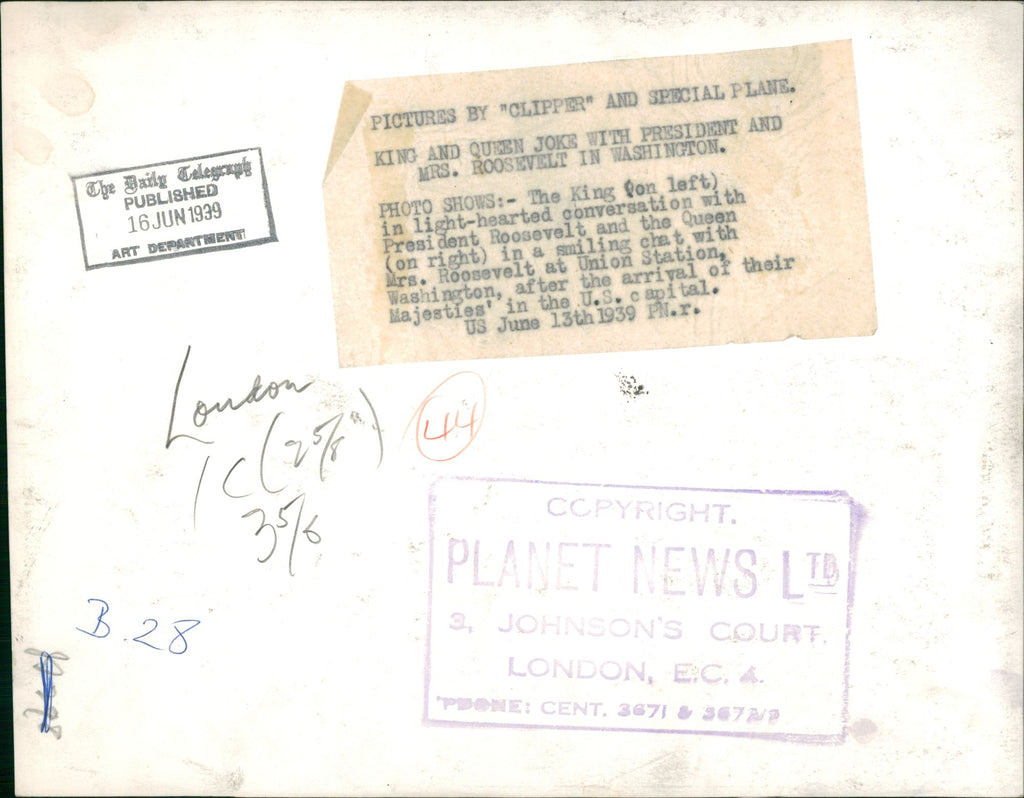 PICTURES BY "CLIPPER" AND SPECIAL PLANE.
KING AND QUEEN JOKE WITH PRESIDENT AND
MRS. ROOSEVELT IN WASHINGTON.
PHOTO SHOWS:- The King (on left)
in light-hearted conversation with
President Roosevelt and the Queen
(on right) in a smiling chat with
Mrs. Roosevelt at Union Station,
Washington, after the arrival of their
Majesties' in the U.S. capital.
US June 13th 1939 PN.r.
The Daily Telegraph
PUBLISHED
16 JUN 1939
ART DEPARTMENT
London
1C (2 5/8")
3 5/8
44
B.28
COPYRIGHT.
PLANET NEWS LTD
3, JOHNSON'S COURT.
LONDON, E.C. 4.
PHONE: CENT. 3671 & 3672/3